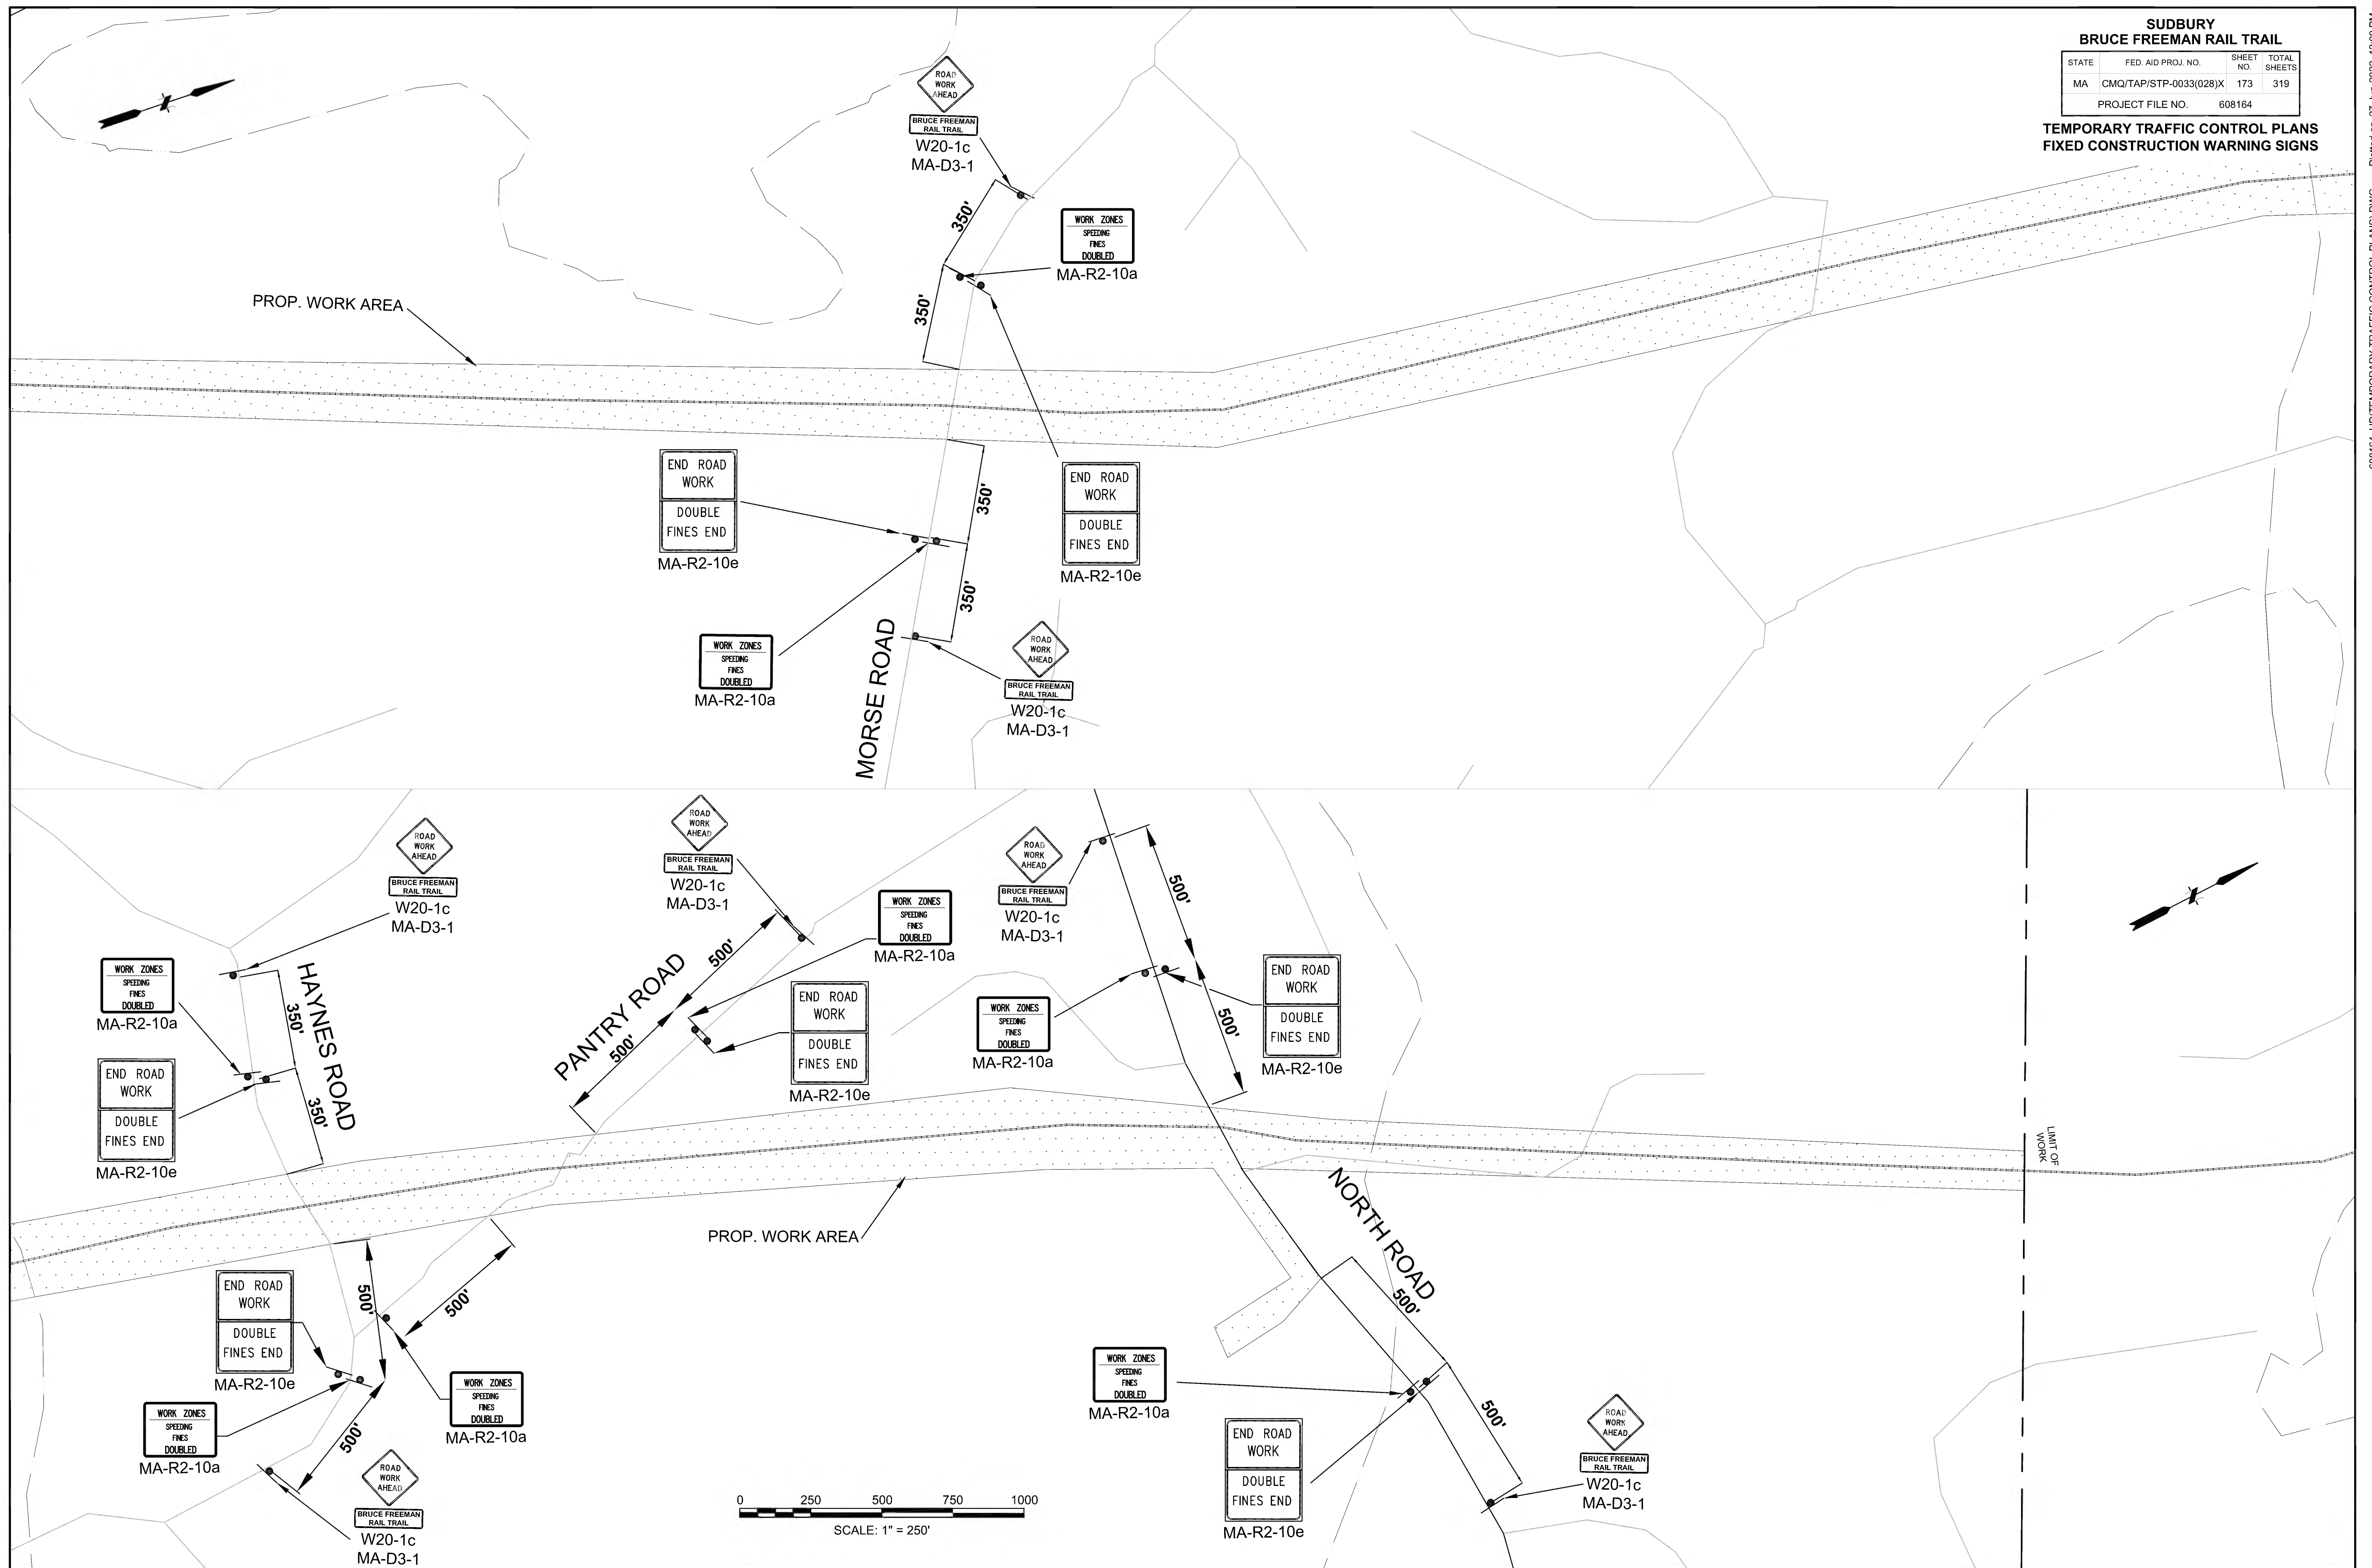 SUDBURY
BRUCE FREEMAN RAIL TRAIL
STATE FED. AID PROJ. NO. SHEET NO. TOTAL SHEETS
MA CMQ/TAP/STP-0033(028)X 173 319
PROJECT FILE NO. 608164
TEMPORARY TRAFFIC CONTROL PLANS
FIXED CONSTRUCTION WARNING SIGNS
ROAD
WORK
AHEAD
BRUCE FREEMAN
RAIL TRAIL
W20-1c
MA-D3-1
350'
WORK ZONES
SPEEDING
FINES
DOUBLED
MA-R2-10a
350'
PROP. WORK AREA
END ROAD
WORK
DOUBLE
FINES END
MA-R2-10e
350'
END ROAD
WORK
DOUBLE
FINES END
MA-R2-10e
350'
WORK ZONES
SPEEDING
FINES
DOUBLED
MA-R2-10a
MORSE ROAD
ROAD
WORK
AHEAD
BRUCE FREEMAN
RAIL TRAIL
W20-1c
MA-D3-1
ROAD
WORK
AHEAD
BRUCE FREEMAN
RAIL TRAIL
W20-1c
MA-D3-1
WORK ZONES
SPEEDING
FINES
DOUBLED
MA-R2-10a
HAYNES ROAD
350'
350'
END ROAD
WORK
DOUBLE
FINES END
MA-R2-10e
ROAD
WORK
AHEAD
BRUCE FREEMAN
RAIL TRAIL
W20-1c
MA-D3-1
PANTRY ROAD
500'
500'
WORK ZONES
SPEEDING
FINES
DOUBLED
MA-R2-10a
END ROAD
WORK
DOUBLE
FINES END
MA-R2-10e
ROAD
WORK
AHEAD
BRUCE FREEMAN
RAIL TRAIL
W20-1c
MA-D3-1
500'
WORK ZONES
SPEEDING
FINES
DOUBLED
MA-R2-10a
500'
END ROAD
WORK
DOUBLE
FINES END
MA-R2-10e
LIMIT OF
WORK
PROP. WORK AREA
NORTH ROAD
END ROAD
WORK
DOUBLE
FINES END
MA-R2-10e
500'
500'
WORK ZONES
SPEEDING
FINES
DOUBLED
MA-R2-10a
WORK ZONES
SPEEDING
FINES
DOUBLED
MA-R2-10a
500'
ROAD
WORK
AHEAD
BRUCE FREEMAN
RAIL TRAIL
W20-1c
MA-D3-1
0 250 500 750 1000
SCALE: 1" = 250'
500'
WORK ZONES
SPEEDING
FINES
DOUBLED
MA-R2-10a
500'
END ROAD
WORK
DOUBLE
FINES END
MA-R2-10e
ROAD
WORK
AHEAD
BRUCE FREEMAN
RAIL TRAIL
W20-1c
MA-D3-1